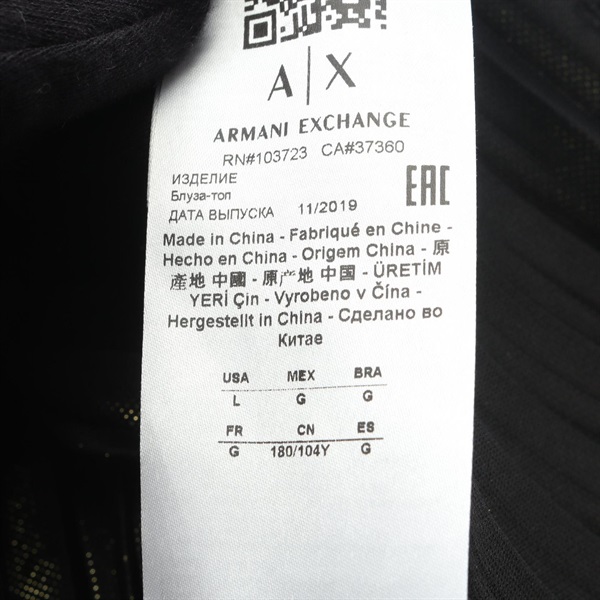 A|X
ARMANI EXCHANGE
RN#103723 CA#37360
ИЗДЕЛИЕ
Блуза-топ
EAC
ДАТА ВЫПУСКА 11/2019
Made in China - Fabriqué en Chine -
Hecho en China - Origem China - 原
產地 中國 - 原产地 中国 - ÜRETİM
YERİ Çin - Vyrobeno v Čína -
Hergestellt in China - Сделано во
Китае
USA MEX BRA
L G G
FR CN ES
G 180/104Y G